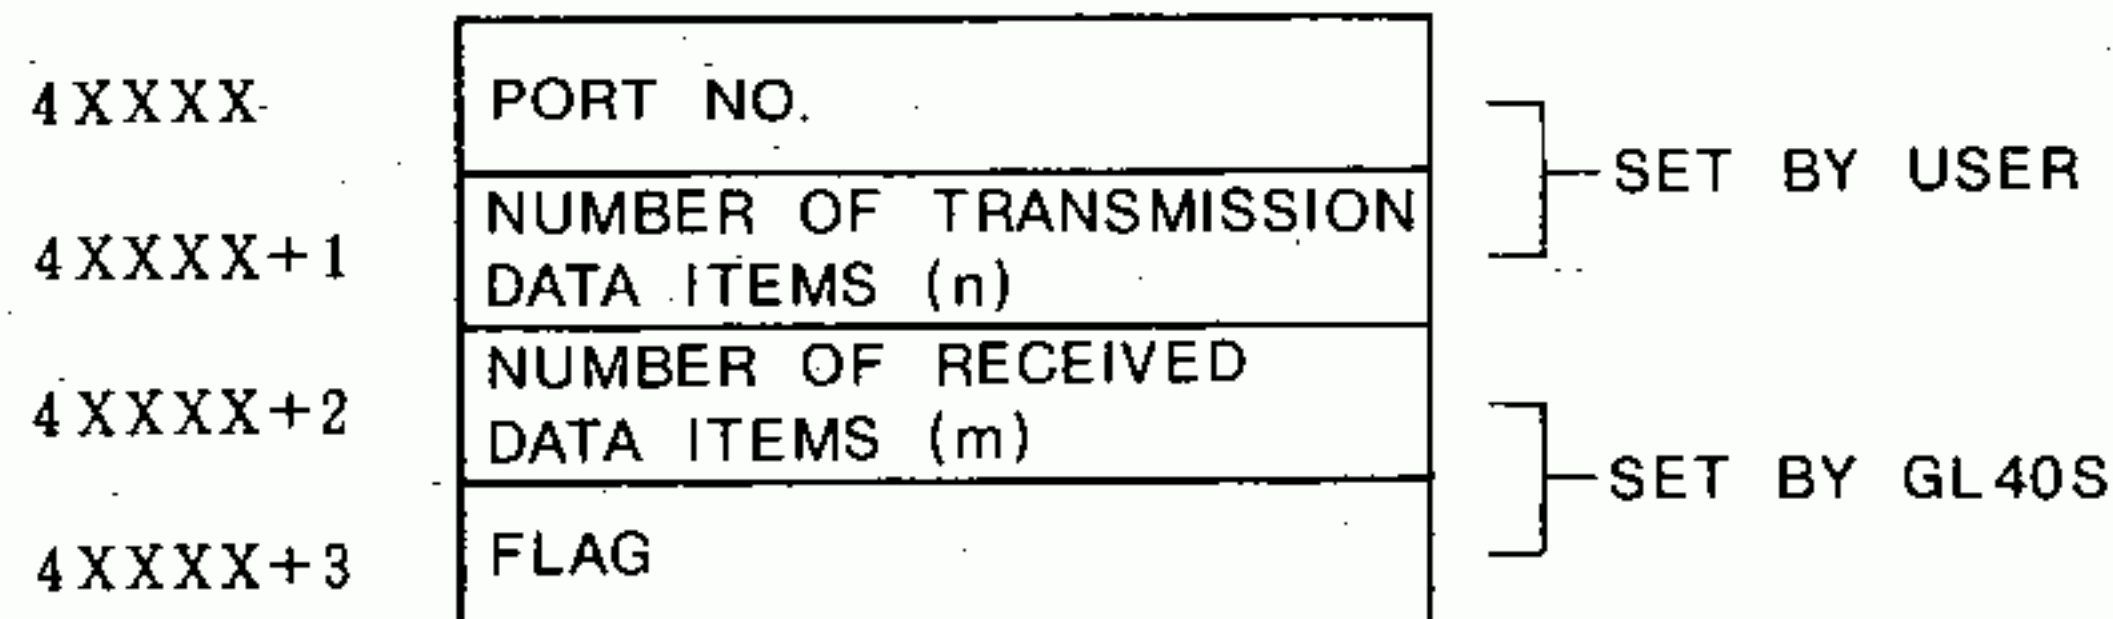 4XXXX
PORT NO.
SET BY USER
4XXXX+1
NUMBER OF TRANSMISSION
DATA ITEMS (n)
4XXXX+2
NUMBER OF RECEIVED
DATA ITEMS (m)
SET BY GL40S
4XXXX+3
FLAG